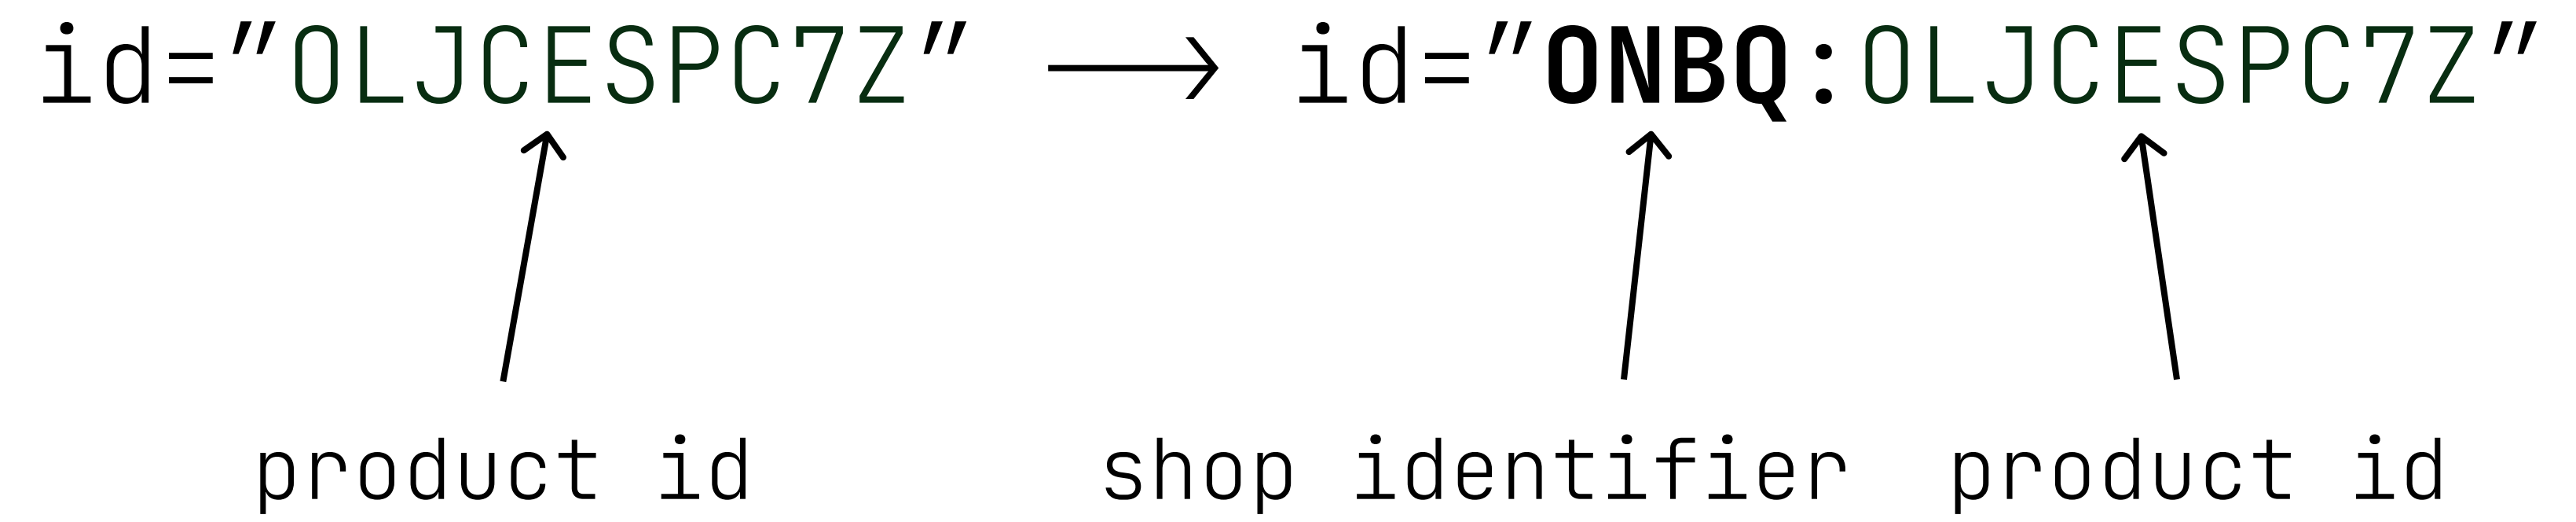 id="OLJCESPC7Z" → id="ONBQ:OLJCESPC7Z"
product id shop identifier product id